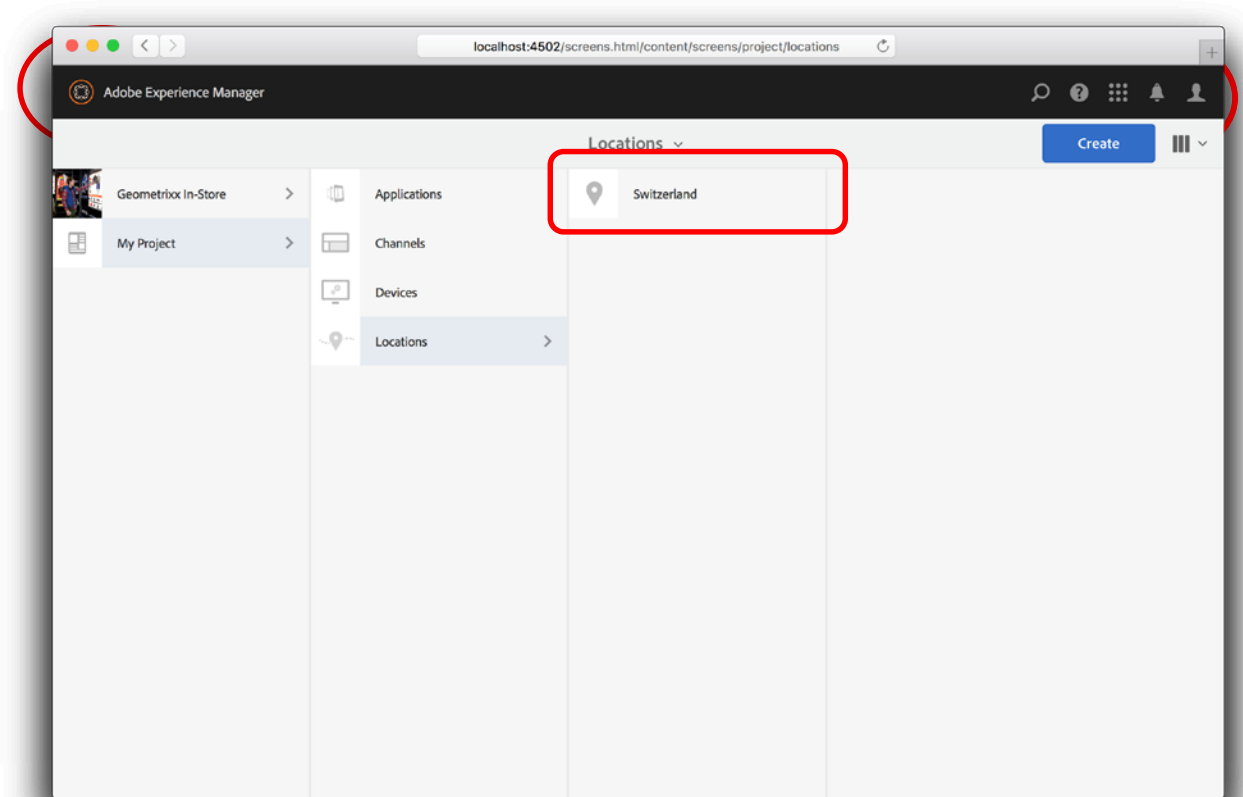 localhost:4502/screens.html/content/screens/project/locations
Adobe Experience Manager
Locations
Create
Geometrixx In-Store
Applications
Switzerland
My Project
Channels
Devices
Locations